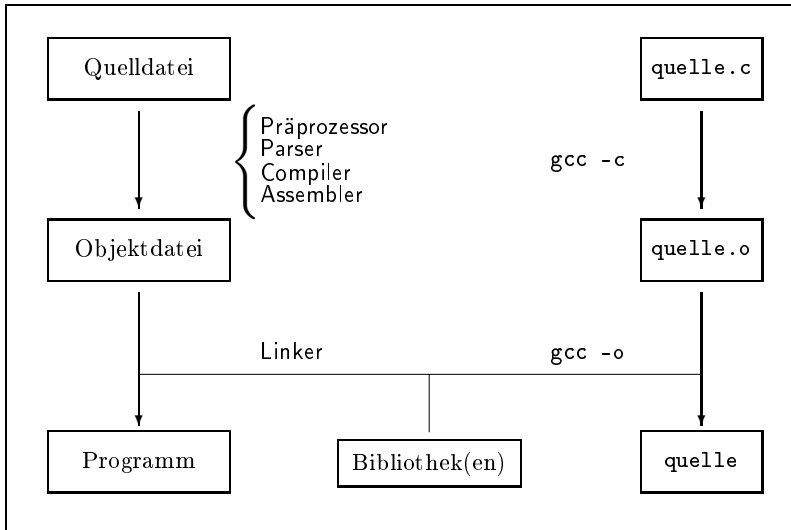 Quelldatei
quelle.c
Präprozessor
Parser
Compiler
Assembler
gcc -c
Objektdatei
quelle.o
Linker
gcc -o
Programm
Bibliothek(en)
quelle